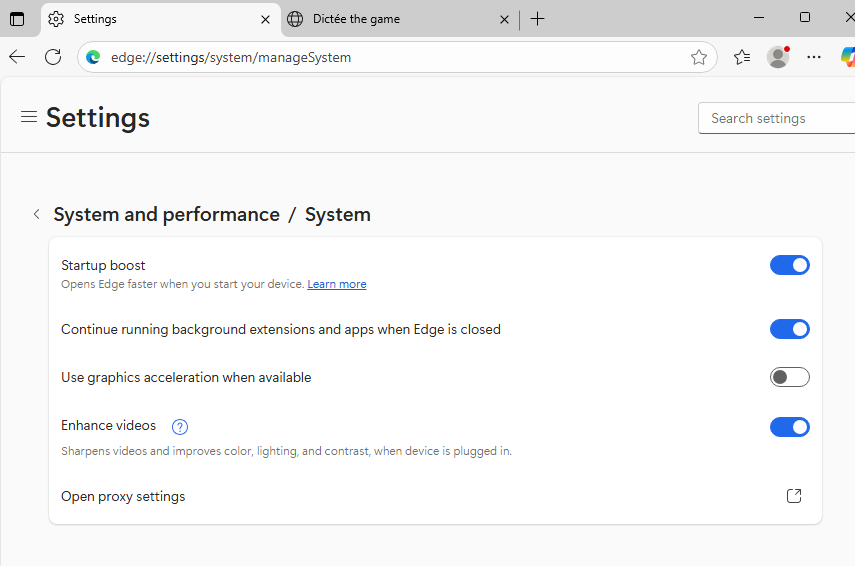 Settings
Dictée the game
edge://settings/system/manageSystem
Settings
Search settings
System and performance / System
Startup boost
Opens Edge faster when you start your device. Learn more
Continue running background extensions and apps when Edge is closed
Use graphics acceleration when available
Enhance videos ?
Sharpens videos and improves color, lighting, and contrast, when device is plugged in.
Open proxy settings